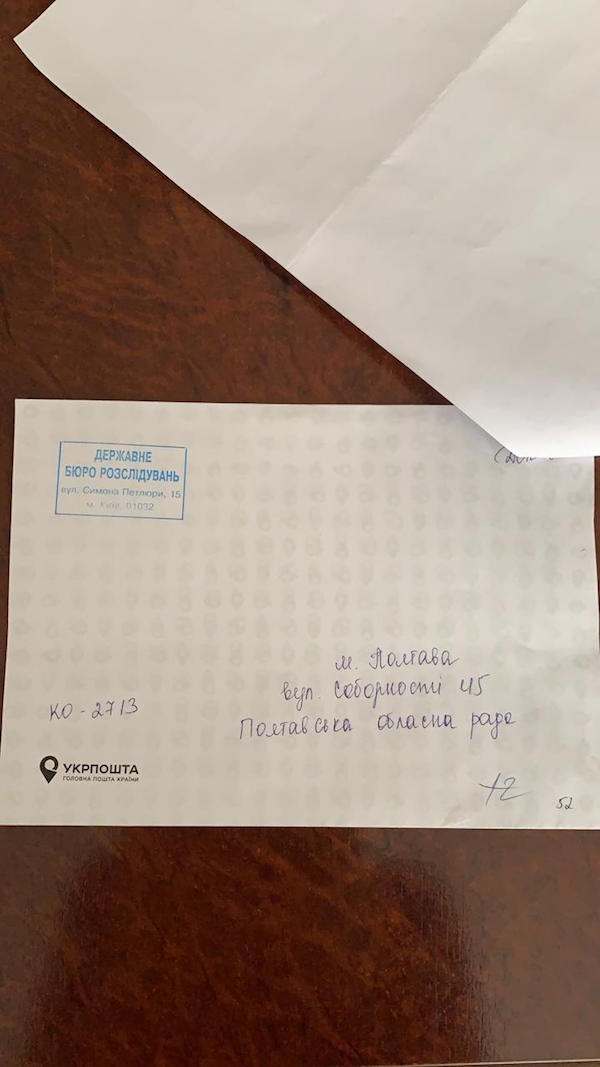 ДЕРЖАВНЕ
БЮРО РОЗСЛІДУВАНЬ
вул. Симона Петлюри, 15
м. Київ, 01032
м. Полтава
вул. Соборності 45
Полтавська обласна рада
КО-2713
УКРПОШТА
ГОЛОВНА ПОШТА КРАЇНИ
12
52